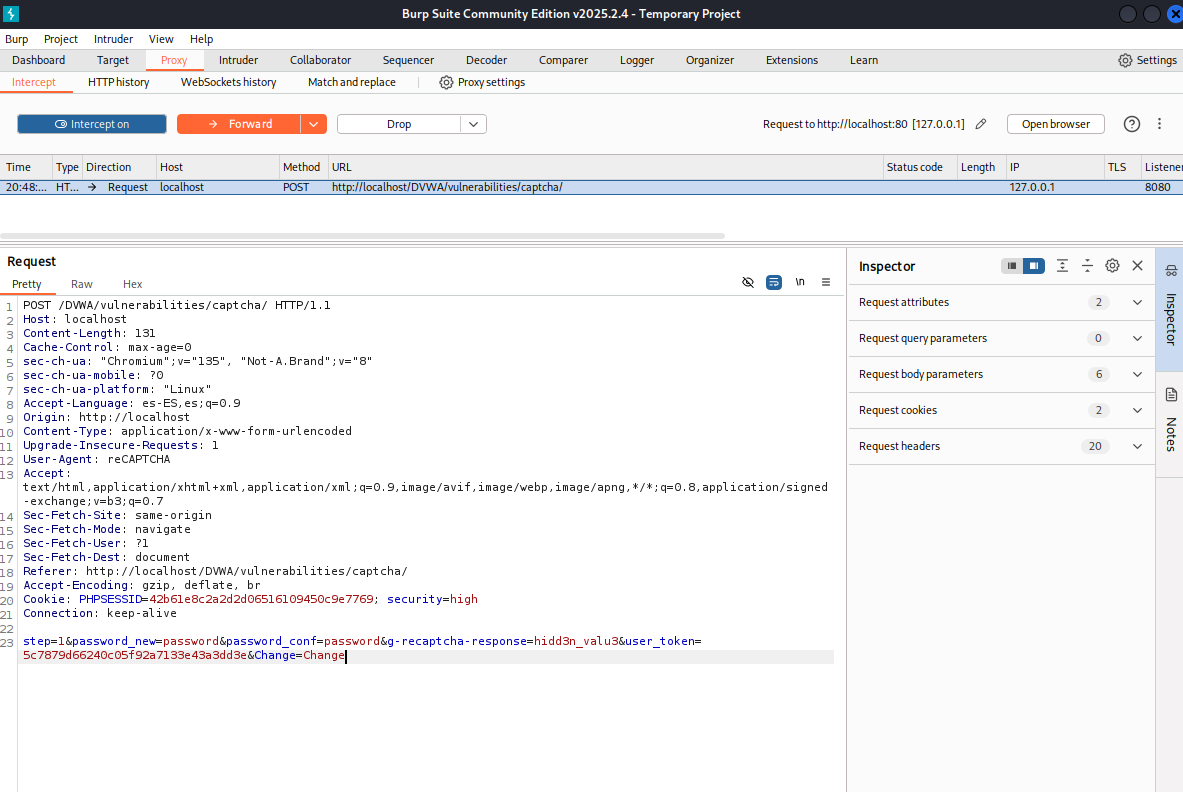 Burp Suite Community Edition v2025.2.4 - Temporary Project
Burp Project Intruder View Help
Dashboard Target Proxy Intruder Collaborator Sequencer Decoder Comparer Logger Organizer Extensions Learn Settings
Intercept HTTP history WebSockets history Match and replace Proxy settings
Intercept on Forward Drop Request to http://localhost:80 [127.0.0.1] Open browser
Time Type Direction Host Method URL Status code Length IP TLS Listener
20:48:... HT... → Request localhost POST http://localhost/DVWA/vulnerabilities/captcha/ 127.0.0.1 8080
Request
Pretty Raw Hex \n
1 POST /DVWA/vulnerabilities/captcha/ HTTP/1.1
2 Host: localhost
3 Content-Length: 131
4 Cache-Control: max-age=0
5 sec-ch-ua: "Chromium";v="135", "Not-A.Brand";v="8"
6 sec-ch-ua-mobile: ?0
7 sec-ch-ua-platform: "Linux"
8 Accept-Language: es-ES,es;q=0.9
9 Origin: http://localhost
10 Content-Type: application/x-www-form-urlencoded
11 Upgrade-Insecure-Requests: 1
12 User-Agent: reCAPTCHA
13 Accept:
text/html,application/xhtml+xml,application/xml;q=0.9,image/avif,image/webp,image/apng,*/*;q=0.8,application/signed
-exchange;v=b3;q=0.7
14 Sec-Fetch-Site: same-origin
15 Sec-Fetch-Mode: navigate
16 Sec-Fetch-User: ?1
17 Sec-Fetch-Dest: document
18 Referer: http://localhost/DVWA/vulnerabilities/captcha/
19 Accept-Encoding: gzip, deflate, br
20 Cookie: PHPSESSID=42b61e8c2a2d2d06516109450c9e7769; security=high
21 Connection: keep-alive
22
23 step=1&password_new=password&password_conf=password&g-recaptcha-response=hidd3n_valu3&user_token=
5c7879d66240c05f92a7133e43a3dd3e&Change=Change
Inspector
Request attributes 2
Request query parameters 0
Request body parameters 6
Request cookies 2
Request headers 20
Inspector
Notes